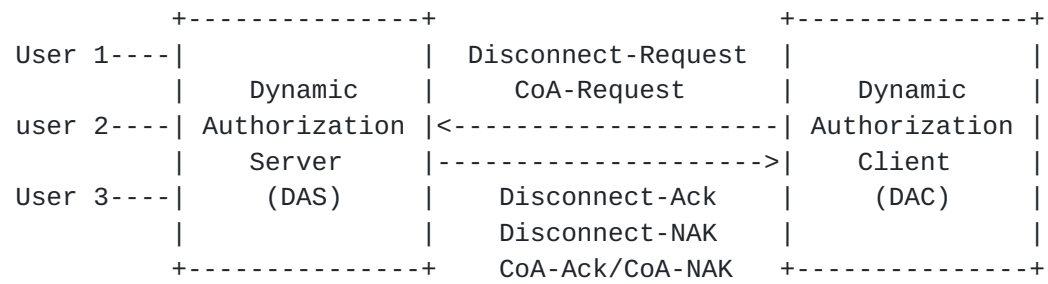 +---------------+                      +---------------+
User 1----|               |  Disconnect-Request  |               |
          |    Dynamic    |     CoA-Request      |    Dynamic    |
user 2----| Authorization |<---------------------| Authorization |
          |    Server     |--------------------->|    Client     |
User 3----|     (DAS)     |    Disconnect-Ack    |     (DAC)     |
          |               |    Disconnect-NAK    |               |
          +---------------+    CoA-Ack/CoA-NAK   +---------------+